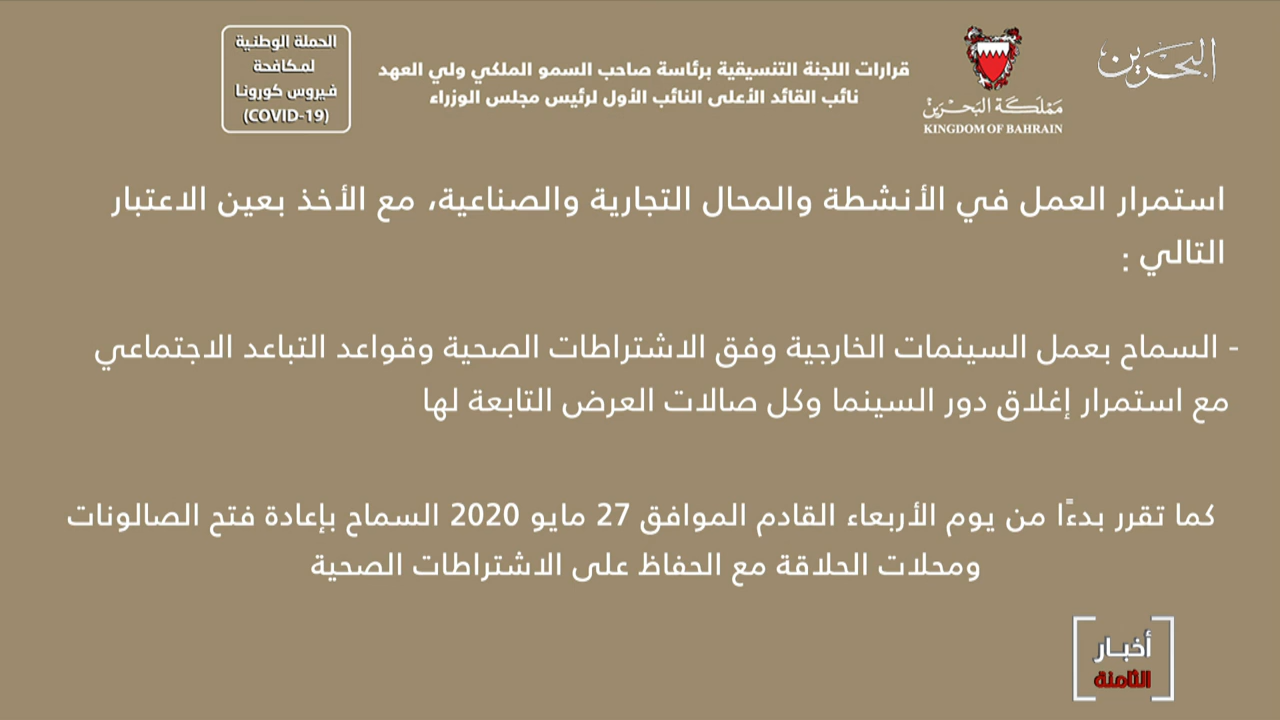 البحرين
مملكة البحرين
KINGDOM OF BAHRAIN
قرارات اللجنة التنسيقية برئاسة صاحب السمو الملكي ولي العهد
نائب القائد الأعلى النائب الأول لرئيس مجلس الوزراء
الحملة الوطنية
لمكافحة
فيروس كورونا
(COVID-19)
استمرار العمل في الأنشطة والمحال التجارية والصناعية، مع الأخذ بعين الاعتبار
التالي :
- السماح بعمل السينمات الخارجية وفق الاشتراطات الصحية وقواعد التباعد الاجتماعي
مع استمرار إغلاق دور السينما وكل صالات العرض التابعة لها
كما تقرر بدءًا من يوم الأربعاء القادم الموافق 27 مايو 2020 السماح بإعادة فتح الصالونات
ومحلات الحلاقة مع الحفاظ على الاشتراطات الصحية
أخبار
الثامنة